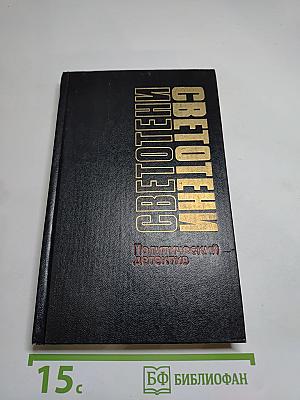 СВЕТОТЕНИ
СВЕТОТЕНИ
Политический
детектив
15с
БФ БИБЛИОФАН